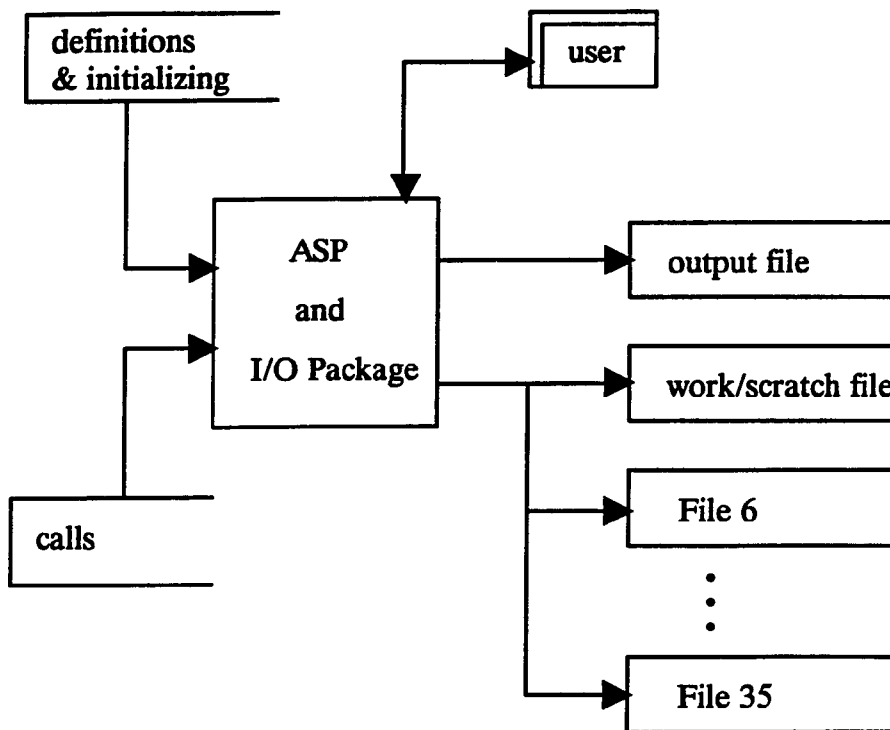 definitions
& initializing
user
ASP
and
I/O Package
output file
work/scratch file
calls
File 6
File 35